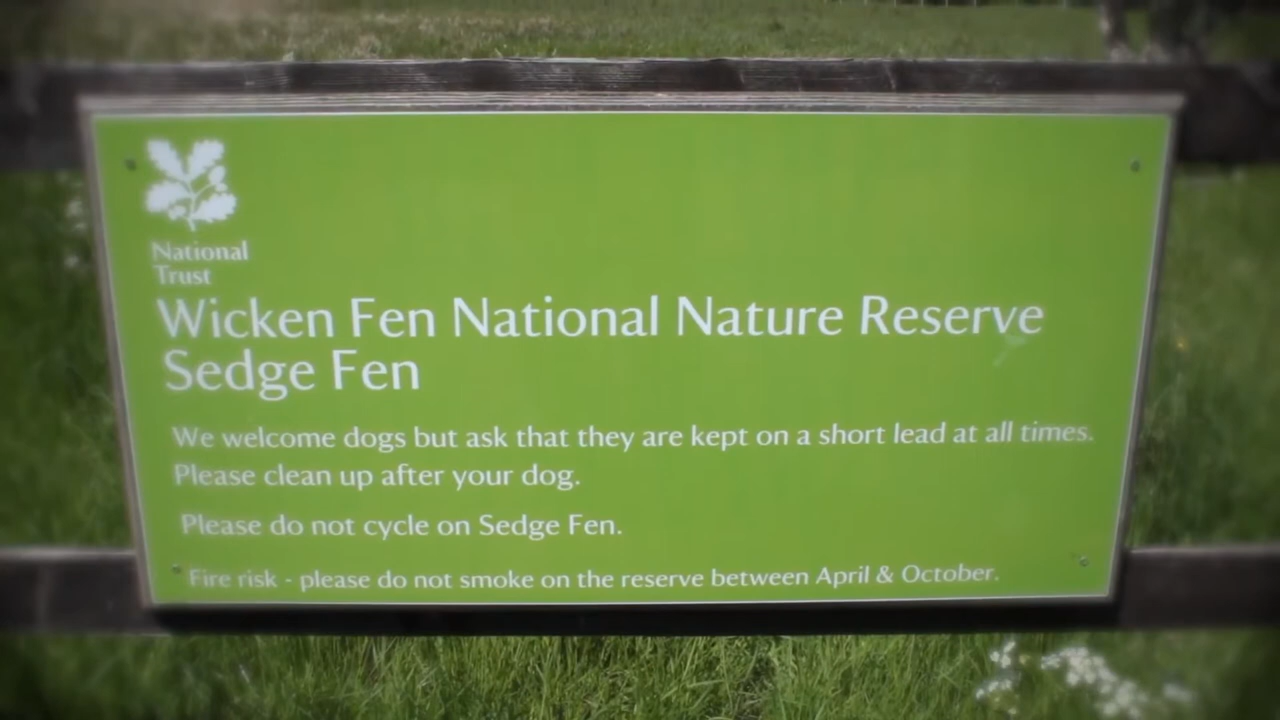 National
Trust
Wicken Fen National Nature Reserve
Sedge Fen
We welcome dogs but ask that they are kept on a short lead at all times.
Please clean up after your dog.
Please do not cycle on Sedge Fen.
Fire risk - please do not smoke on the reserve between April & October.